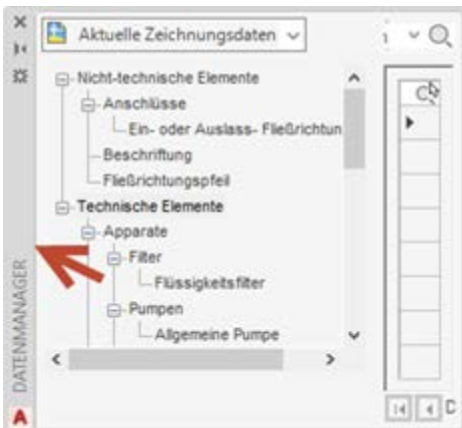 Aktuelle Zeichnungsdaten
Nicht-technische Elemente
Anschlüsse
Ein- oder Auslass- Fließrichtun
Beschriftung
Fließrichtungspfeil
Technische Elemente
Apparate
Filter
Flüssigkeitsfilter
Pumpen
Allgemeine Pumpe
DATENMANAGER
A
D